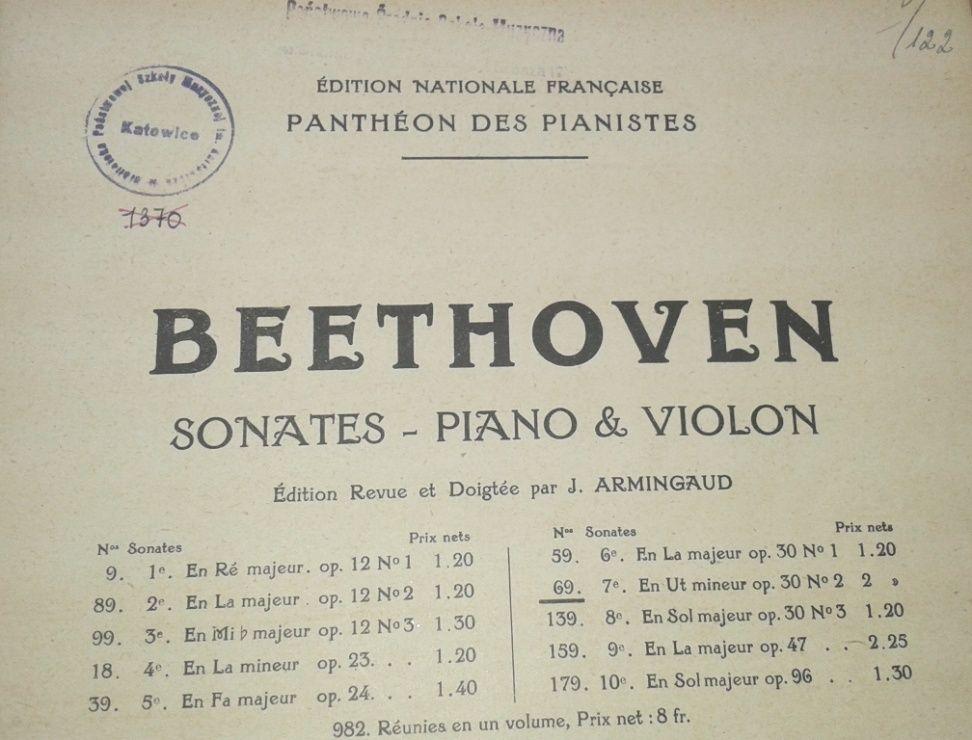 Państwowa Średnia Szkoła Muzyczna
122
ÉDITION NATIONALE FRANÇAISE
PANTHÉON DES PIANISTES
Państwowej Szkoły Muzycznej
Katowice
1370
BEETHOVEN
SONATES - PIANO & VIOLON
Édition Revue et Doigtée par J. ARMINGAUD
Nos Sonates Prix nets
9. 1e. En Ré majeur. op. 12 No 1 1.20
89. 2e. En La majeur. op. 12 No 2 1.20
99. 3e. En Mi ♭ majeur op. 12 No 3 1.30
18. 4e. En La mineur op. 23. . . 1.20
39. 5e. En Fa majeur op. 24. . . 1.40
Nos Sonates Prix nets
59. 6e. En La majeur op. 30 No 1 1.20
69. 7e. En Ut mineur op. 30 No 2 2 »
139. 8e. En Sol majeur op. 30 No 3 1.20
159. 9e. En La majeur op. 47 . . 2.25
179. 10e. En Sol majeur op. 96 . . 1.30
982. Réunies en un volume, Prix net : 8 fr.